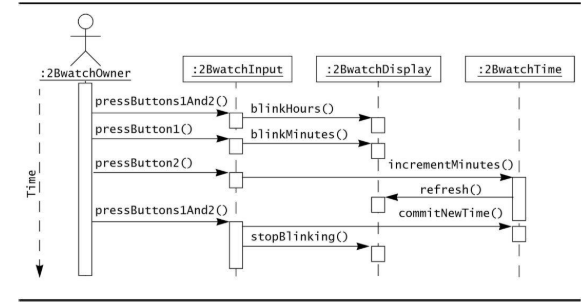 :2BwatchOwner
:2BwatchInput
:2BwatchDisplay
:2BwatchTime
pressButtons1And2()
blinkHours()
pressButton1()
blinkMinutes()
pressButton2()
incrementMinutes()
refresh()
pressButtons1And2()
commitNewTime()
stopBlinking()
Time